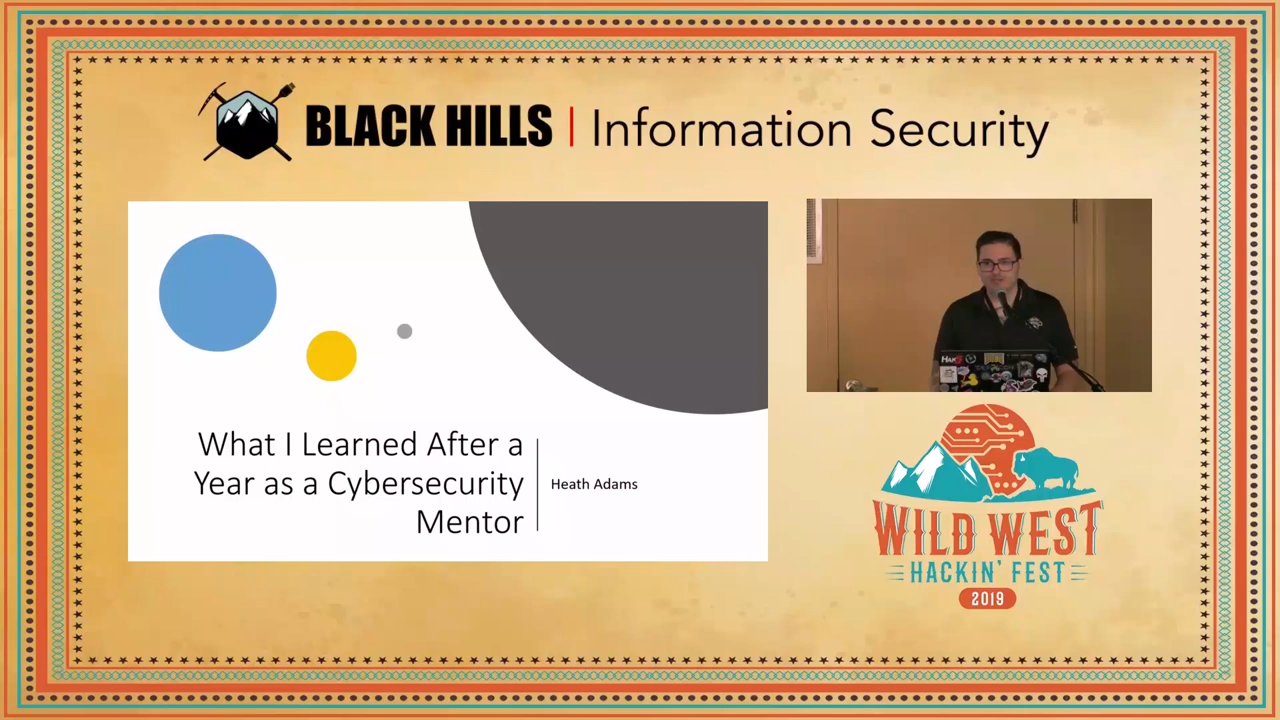 BLACK HILLS | Information Security
What I Learned After a
Year as a Cybersecurity
Mentor
Heath Adams
WILD WEST
HACKIN' FEST
2019